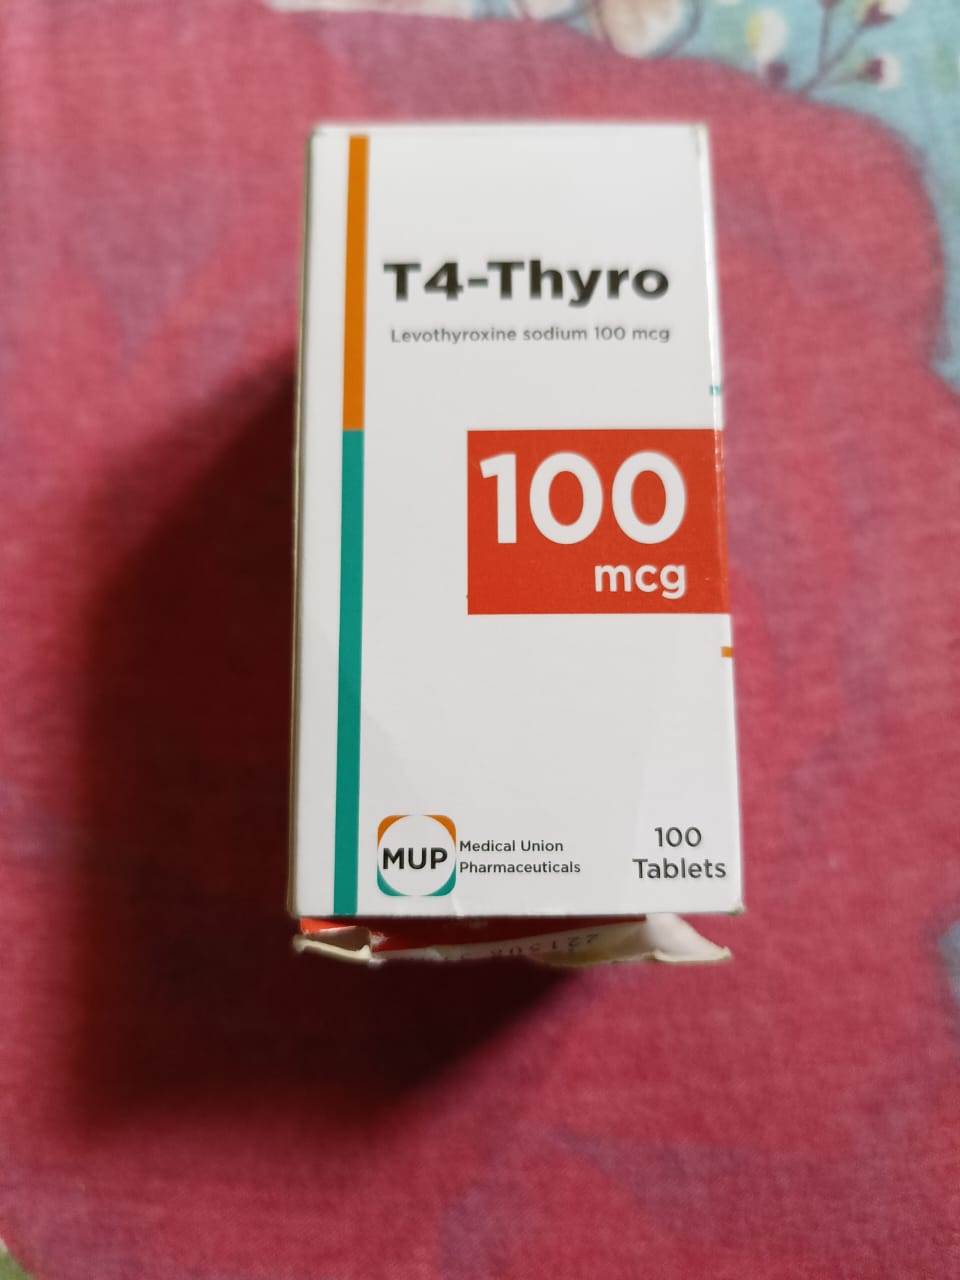 T4-Thyro
Levothyroxine sodium 100 mcg
100
mcg
MUP
Medical Union
Pharmaceuticals
100
Tablets